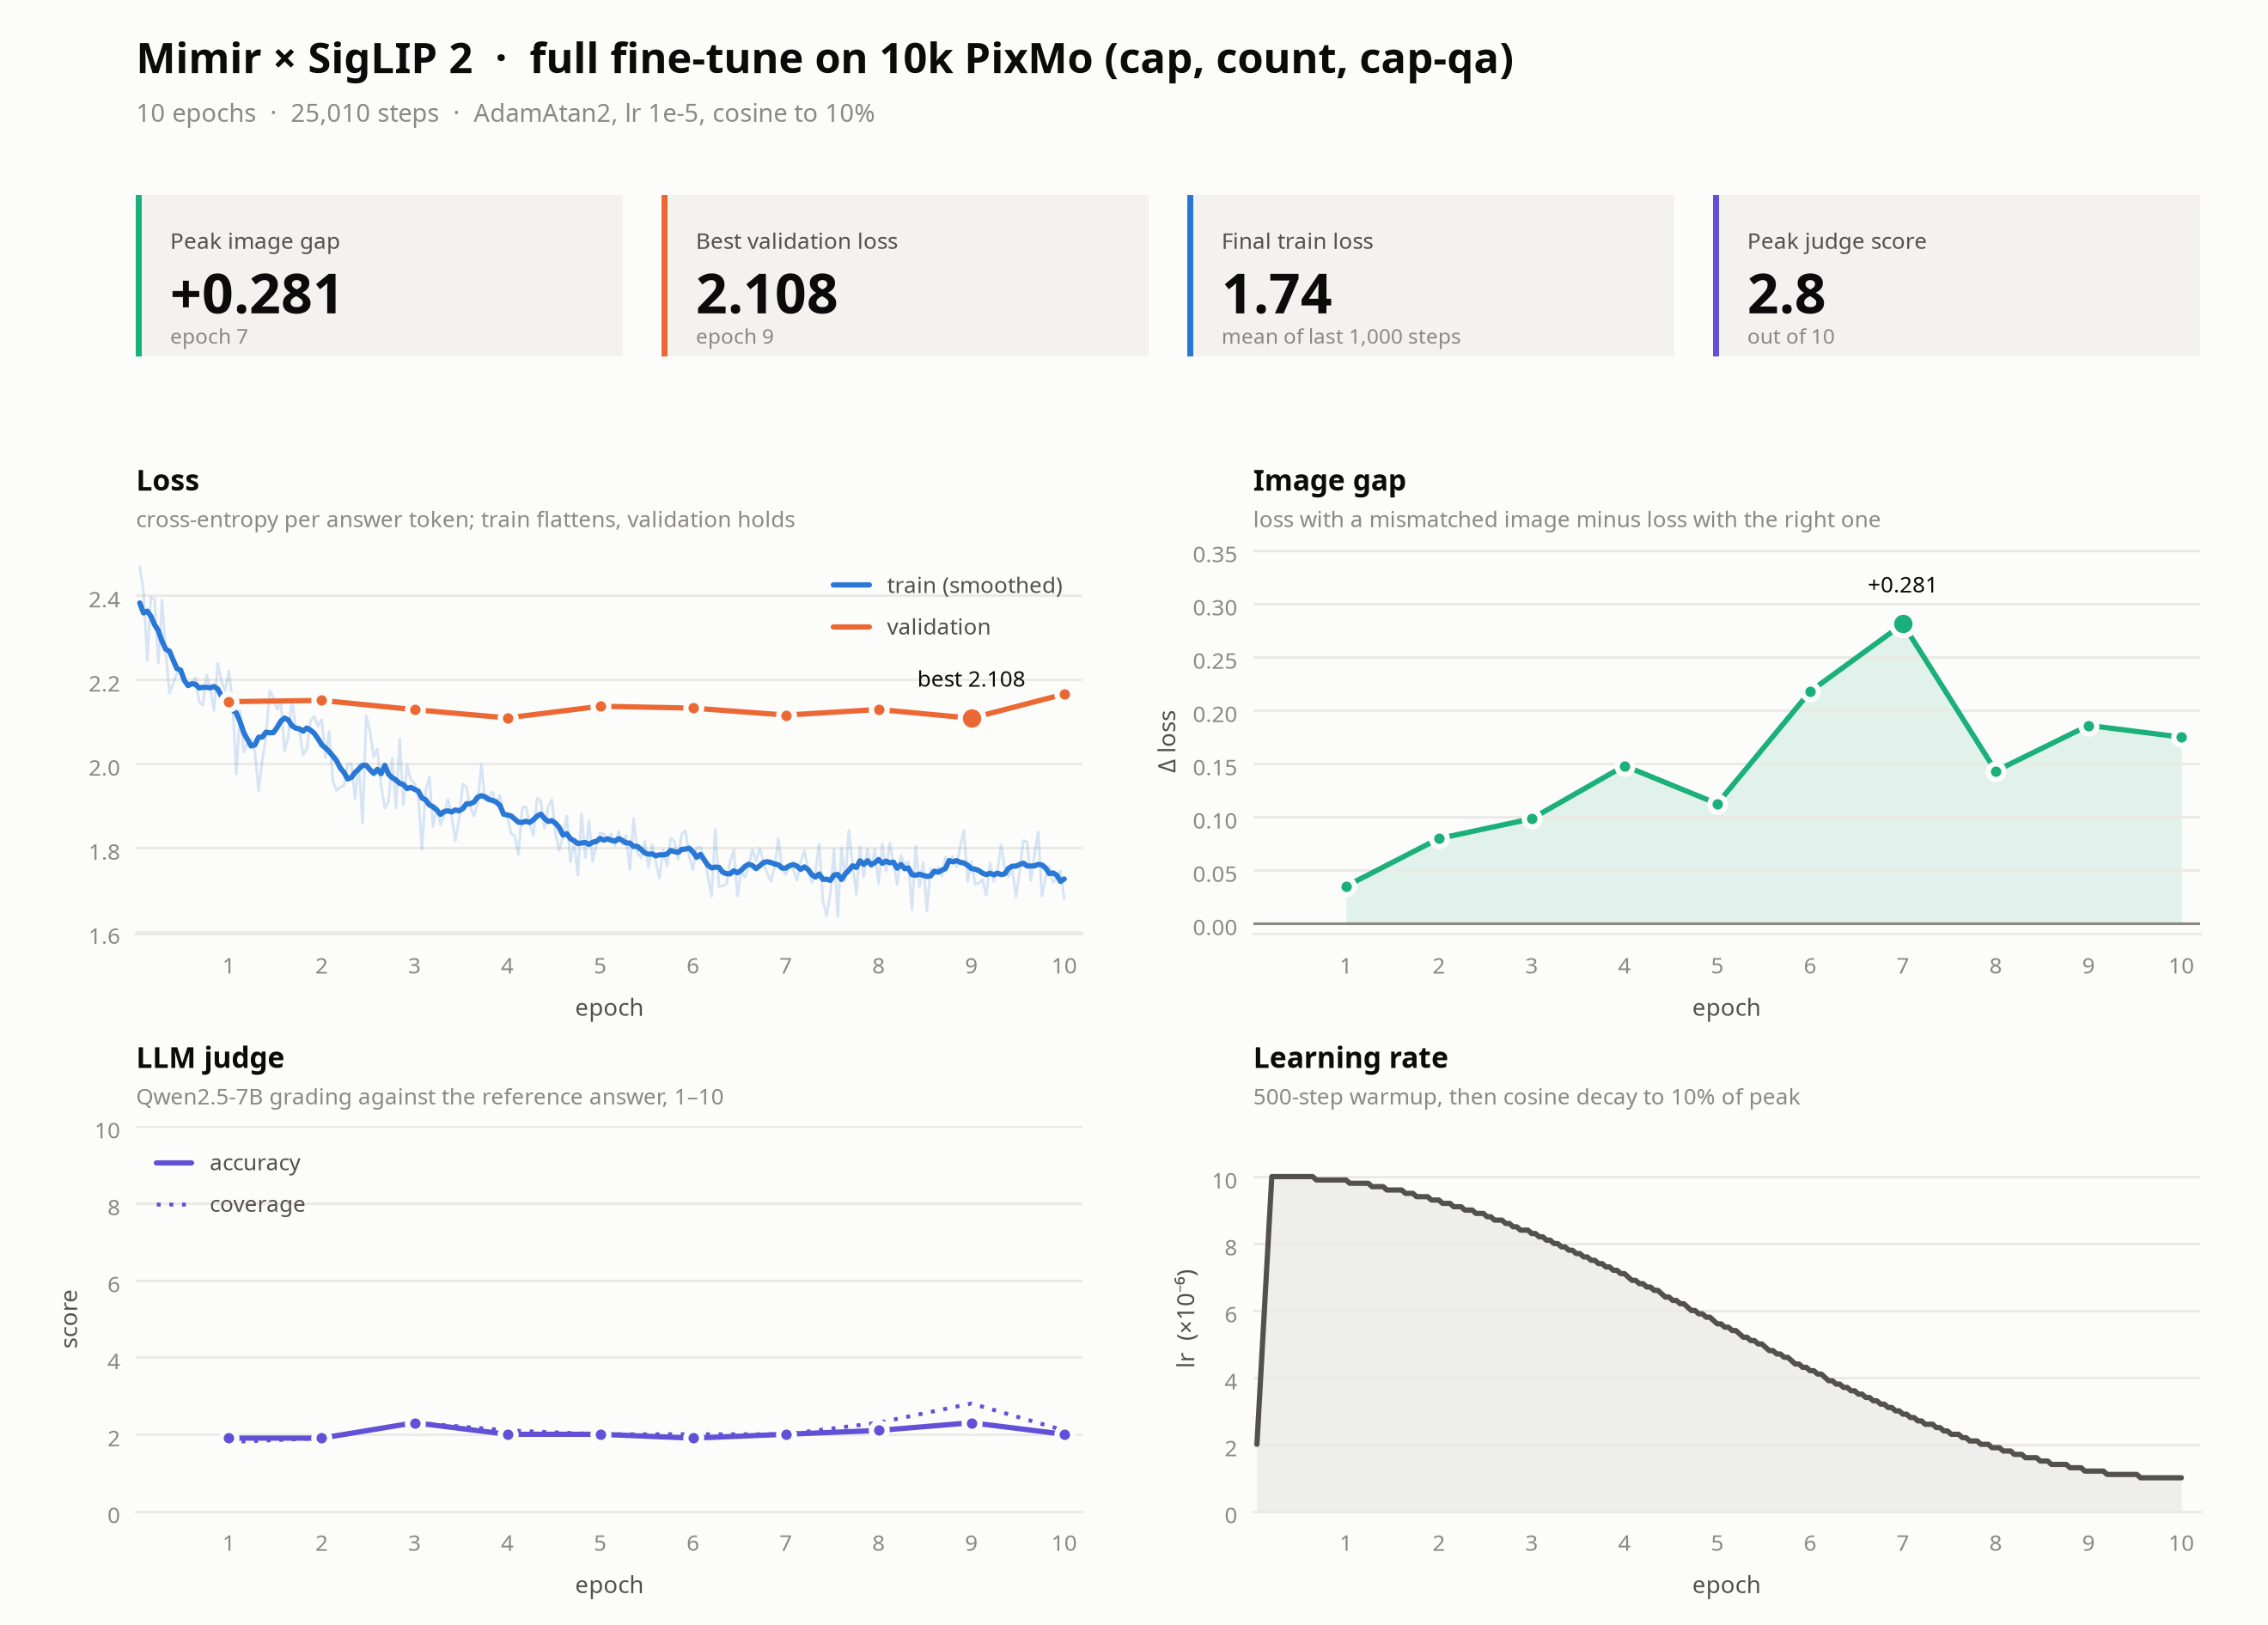 Mimir × SigLIP 2 · full fine-tune on 10k PixMo (cap, count, cap-qa)
10 epochs · 25,010 steps · AdamAtan2, lr 1e-5, cosine to 10%
Peak image gap
+0.281
epoch 7
Best validation loss
2.108
epoch 9
Final train loss
1.74
mean of last 1,000 steps
Peak judge score
2.8
out of 10
Loss
cross-entropy per answer token; train flattens, validation holds
train (smoothed)
validation
best 2.108
2.4
2.2
2.0
1.8
1.6
1 2 3 4 5 6 7 8 9 10
epoch
Image gap
loss with a mismatched image minus loss with the right one
+0.281
Δ loss
0.35
0.30
0.25
0.20
0.15
0.10
0.05
0.00
1 2 3 4 5 6 7 8 9 10
epoch
LLM judge
Qwen2.5-7B grading against the reference answer, 1–10
accuracy
coverage
score
10
8
6
4
2
0
1 2 3 4 5 6 7 8 9 10
epoch
Learning rate
500-step warmup, then cosine decay to 10% of peak
lr (×10⁻⁶)
10
8
6
4
2
0
1 2 3 4 5 6 7 8 9 10
epoch